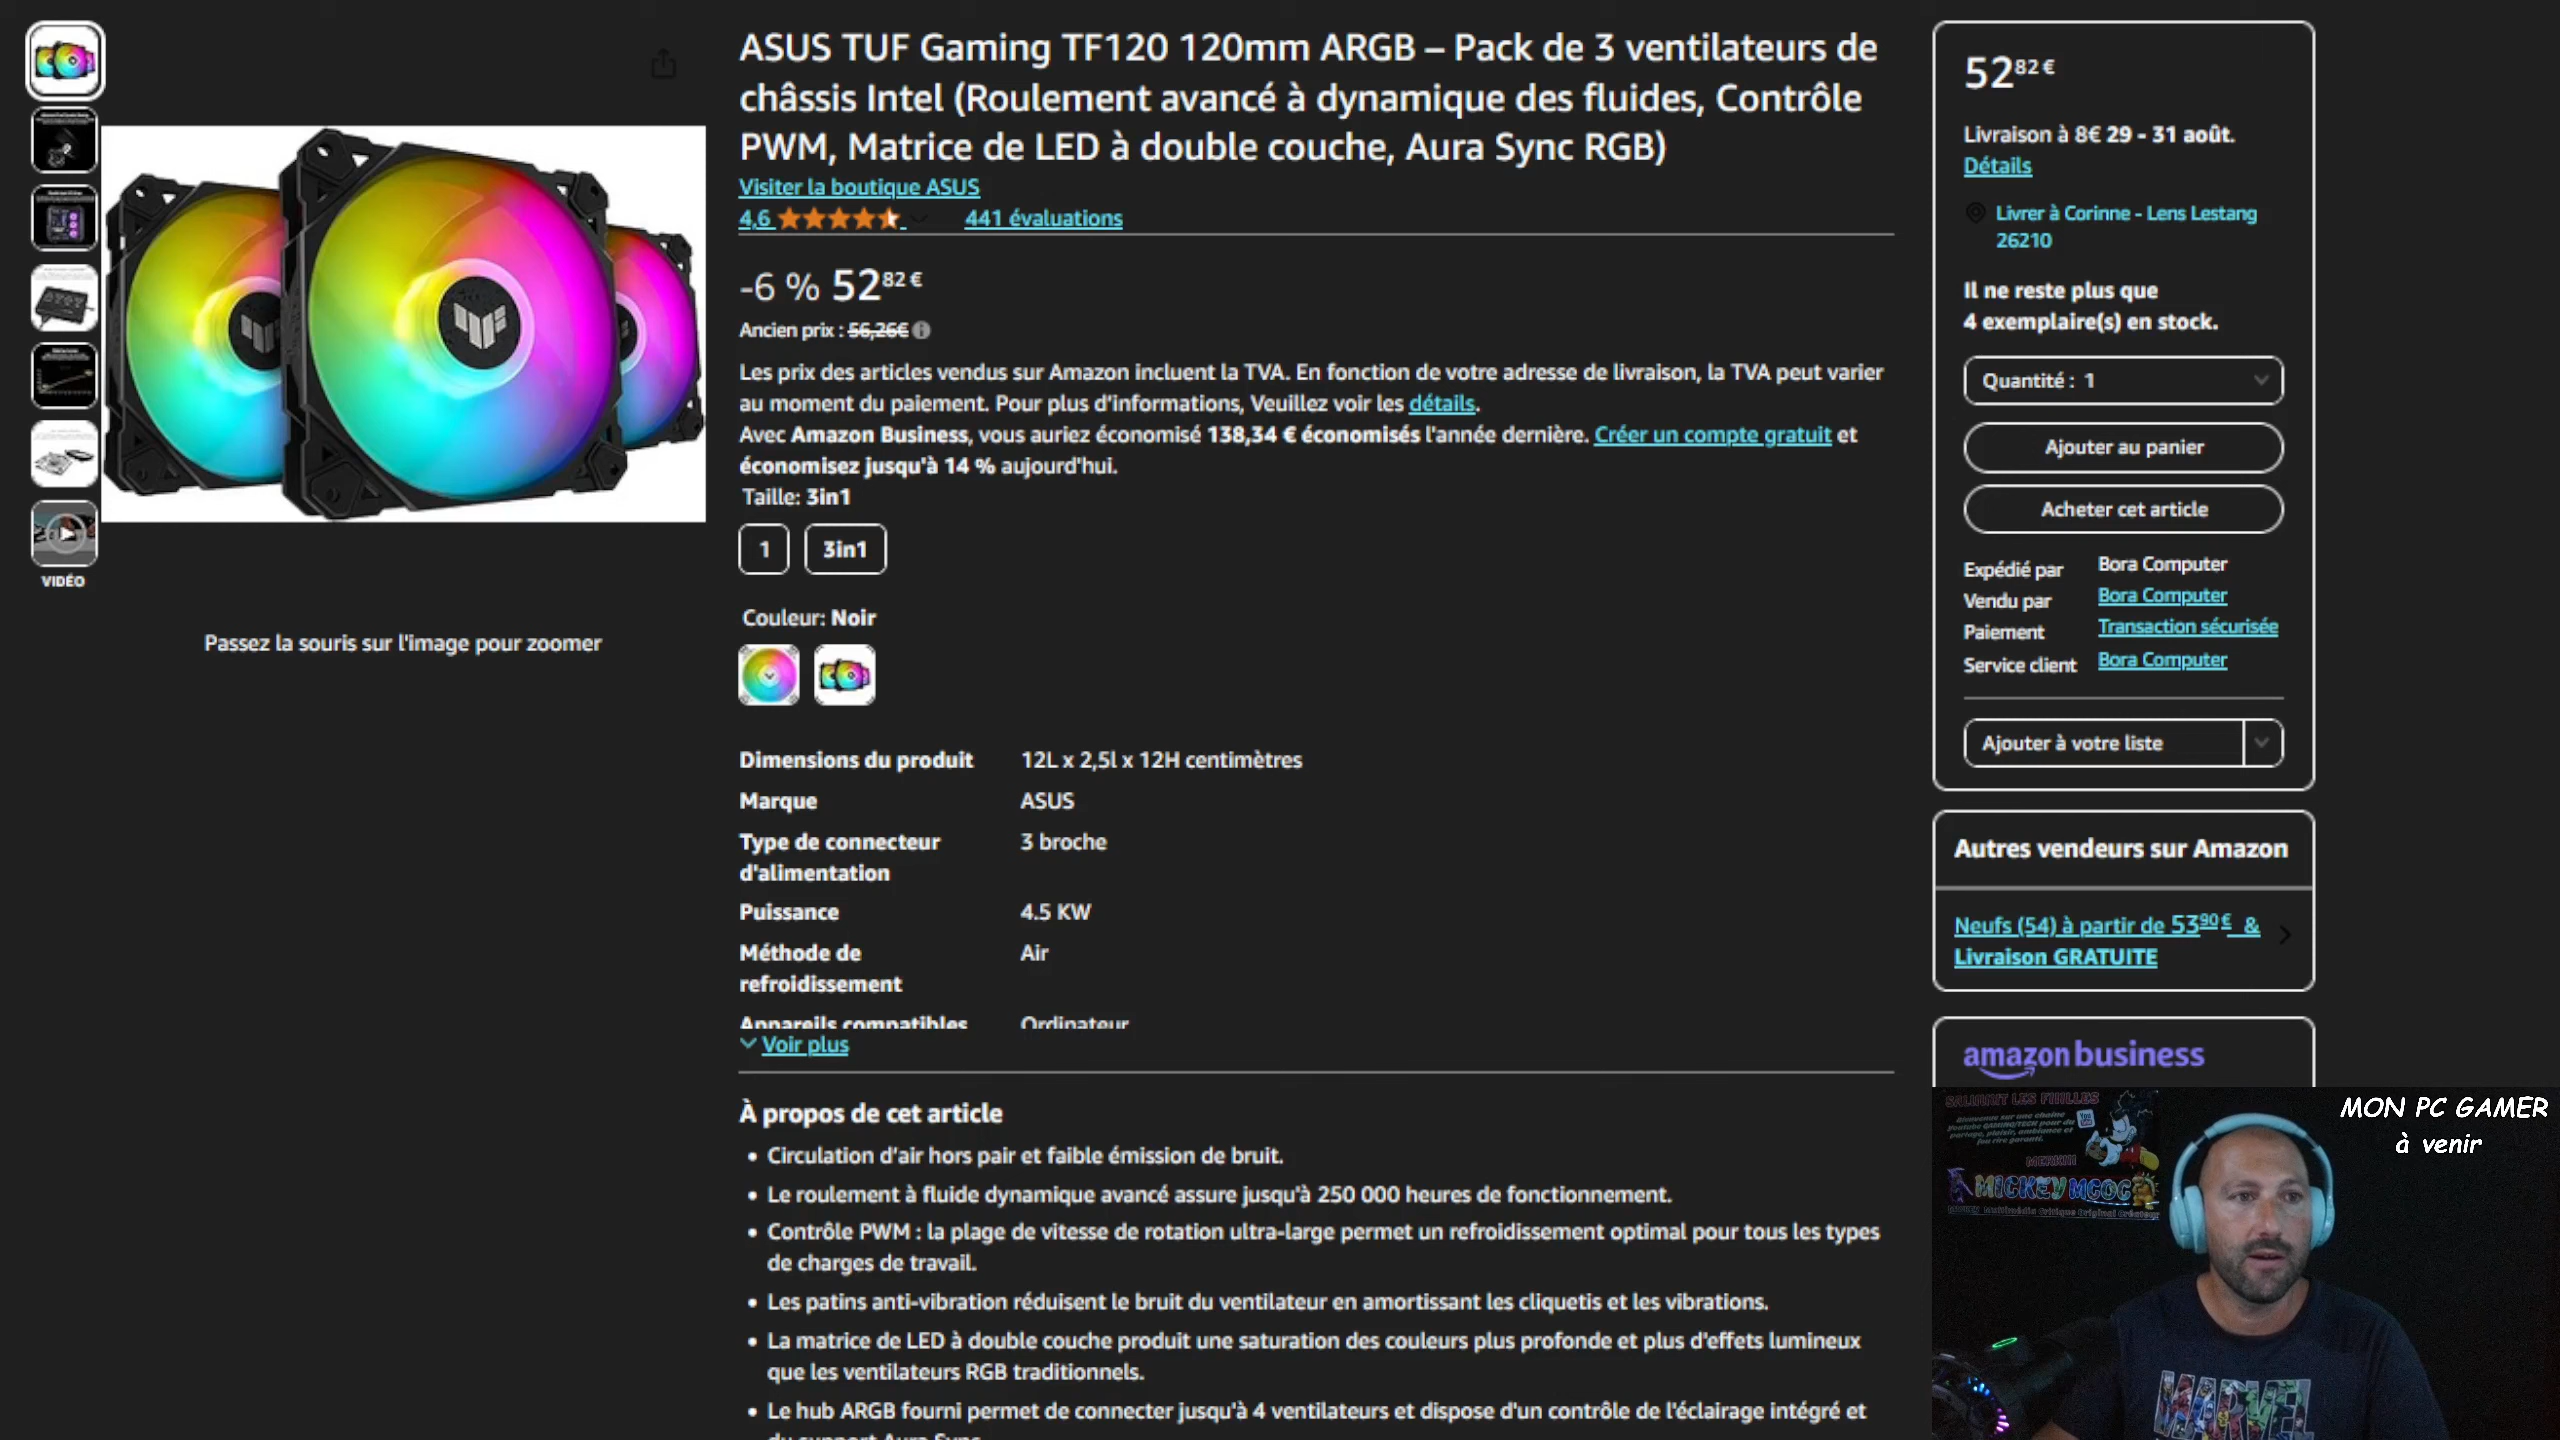 ASUS TUF Gaming TF120 120mm ARGB – Pack de 3 ventilateurs de
châssis Intel (Roulement avancé à dynamique des fluides, Contrôle
PWM, Matrice de LED à double couche, Aura Sync RGB)
Visiter la boutique ASUS
4,6
441 évaluations
-6 % 52 82 €
Ancien prix : 56,26€
Les prix des articles vendus sur Amazon incluent la TVA. En fonction de votre adresse de livraison, la TVA peut varier
au moment du paiement. Pour plus d'informations, Veuillez voir les détails.
Avec Amazon Business, vous auriez économisé 138,34 € économisés l'année dernière. Créer un compte gratuit et
économisez jusqu'à 14 % aujourd'hui.
Taille: 3in1
1
3in1
Couleur: Noir
VIDÉO
Passez la souris sur l'image pour zoomer
Dimensions du produit 12L x 2,5l x 12H centimètres
Marque ASUS
Type de connecteur 3 broche
d'alimentation
Puissance 4.5 KW
Méthode de Air
refroidissement
Appareils compatibles Ordinateur
Voir plus
À propos de cet article
• Circulation d'air hors pair et faible émission de bruit.
• Le roulement à fluide dynamique avancé assure jusqu'à 250 000 heures de fonctionnement.
• Contrôle PWM : la plage de vitesse de rotation ultra-large permet un refroidissement optimal pour tous les types
de charges de travail.
• Les patins anti-vibration réduisent le bruit du ventilateur en amortissant les cliquetis et les vibrations.
• La matrice de LED à double couche produit une saturation des couleurs plus profonde et plus d'effets lumineux
que les ventilateurs RGB traditionnels.
• Le hub ARGB fourni permet de connecter jusqu'à 4 ventilateurs et dispose d'un contrôle de l'éclairage intégré et
du support Aura Sync
52 82 €
Livraison à 8€ 29 - 31 août.
Détails
Livrer à Corinne - Lens Lestang
26210
Il ne reste plus que
4 exemplaire(s) en stock.
Quantité : 1
Ajouter au panier
Acheter cet article
Expédié par Bora Computer
Vendu par Bora Computer
Paiement Transaction sécurisée
Service client Bora Computer
Ajouter à votre liste
Autres vendeurs sur Amazon
Neufs (54) à partir de 53 90 € &
Livraison GRATUITE
amazon business
MON PC GAMER
à venir
SALUUUT LES FIIILLES
MICKEY MCOC
MARVEL